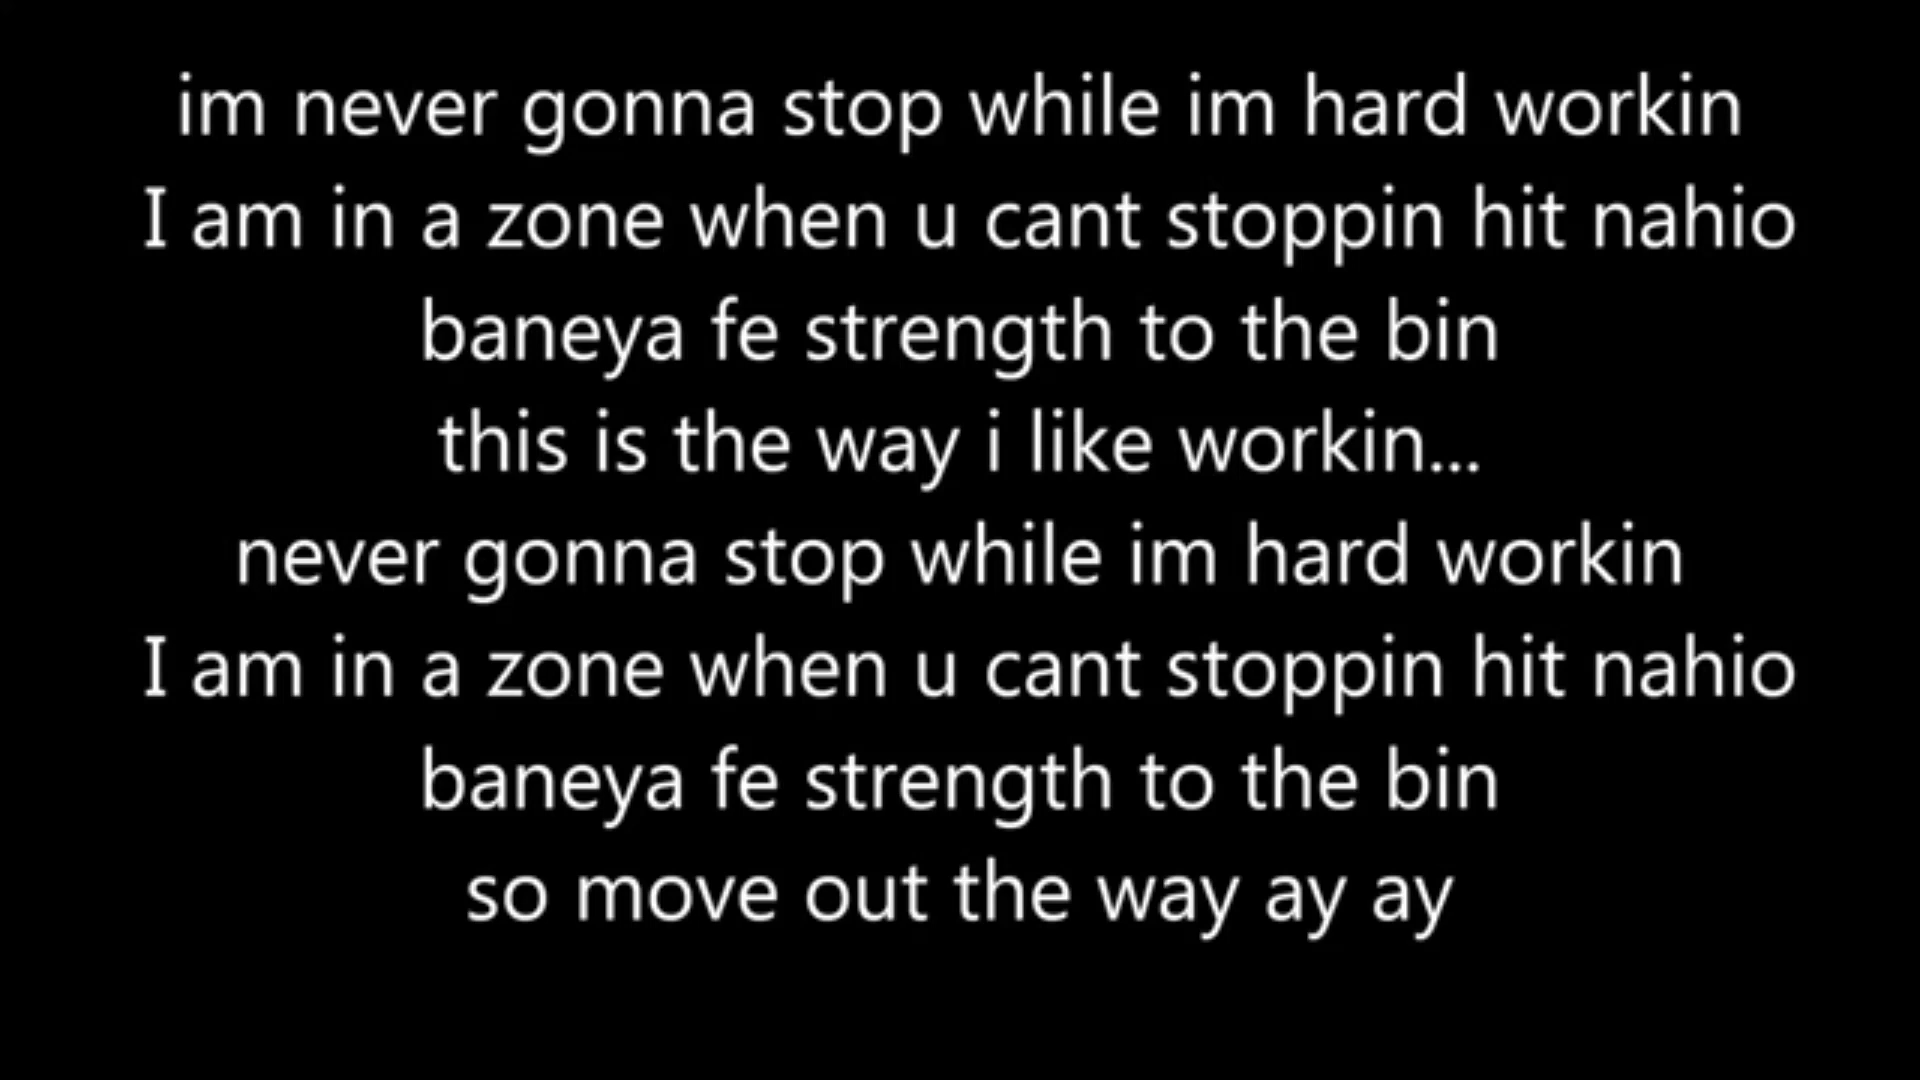 im never gonna stop while im hard workin
I am in a zone when u cant stoppin hit nahio
baneya fe strength to the bin
this is the way i like workin...
never gonna stop while im hard workin
I am in a zone when u cant stoppin hit nahio
baneya fe strength to the bin
so move out the way ay ay